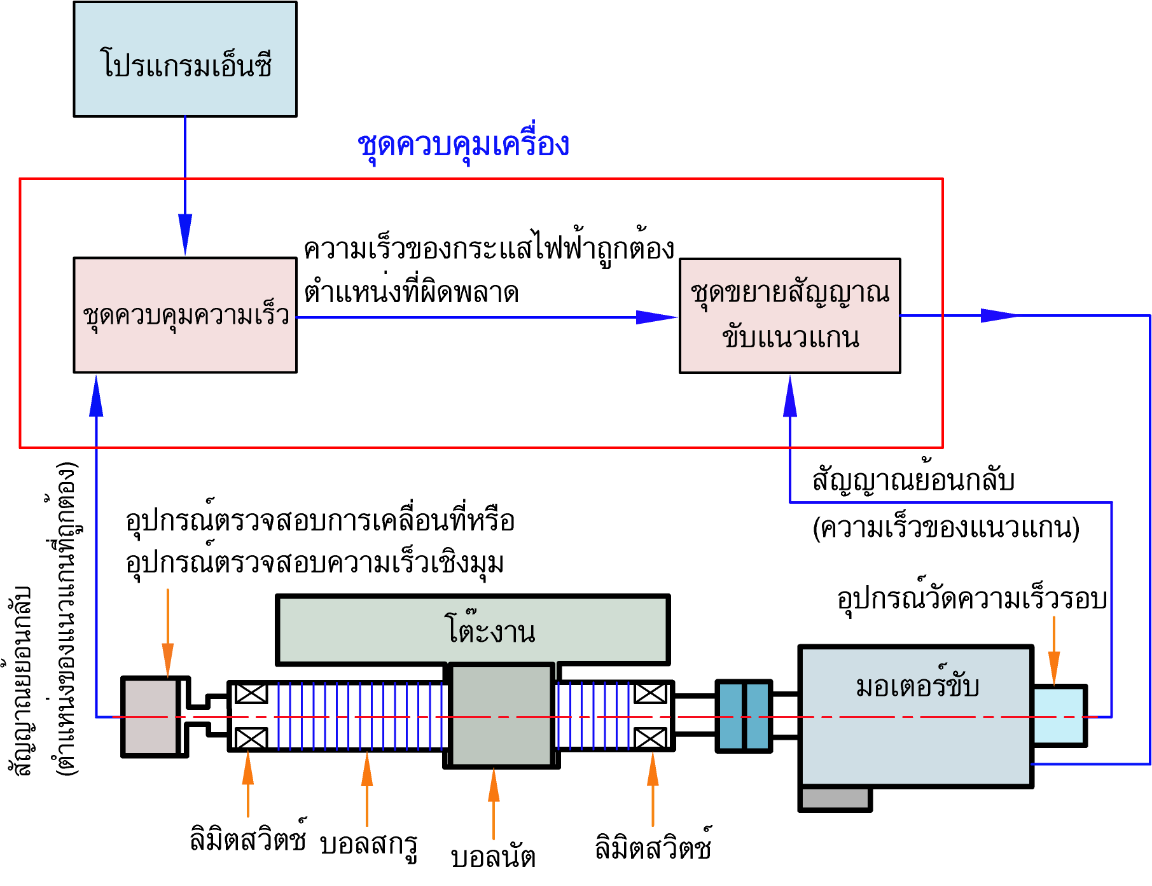 โปรแกรมเอ็นซี
ชุดควบคุมเครื่อง
ความเร็วของกระแสไฟฟ้าถูกต้อง
ตำแหน่งที่ผิดพลาด
ชุดควบคุมความเร็ว
ชุดขยายสัญญาณ
ขับแนวแกน
สัญญาณย้อนกลับ
(ความเร็วของแนวแกน)
สัญญาณยย้อนกลับ
(ตำแหน่งของแนวแกนที่ถูกต้อง)
อุปกรณ์ตรวจสอบการเคลื่อนที่หรือ
อุปกรณ์ตรวจสอบความเร็วเชิงมุม
อุปกรณ์วัดความเร็วรอบ
โต๊ะงาน
มอเตอร์ขับ
ลิมิตสวิตช์
บอลสกรู
บอลนัต
ลิมิตสวิตช์